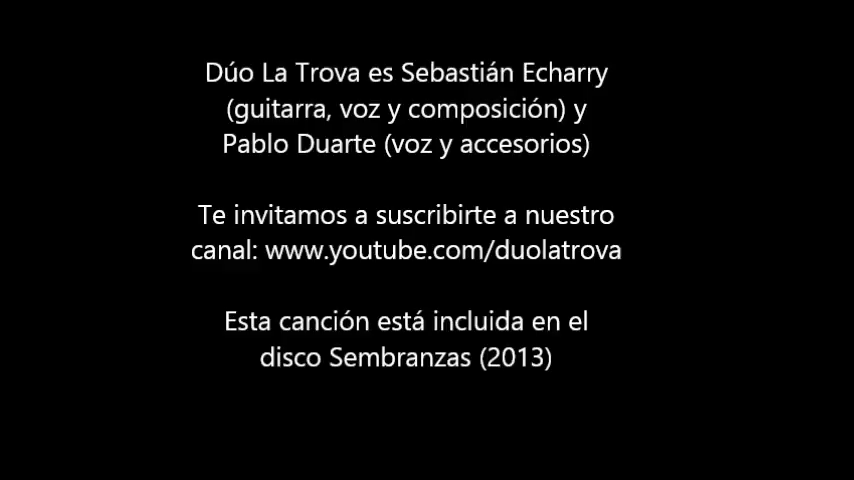 Dúo La Trova es Sebastián Echarry
(guitarra, voz y composición) y
Pablo Duarte (voz y accesorios)
Te invitamos a suscribirte a nuestro
canal: www.youtube.com/duolatrova
Esta canción está incluida en el
disco Sembranzas (2013)